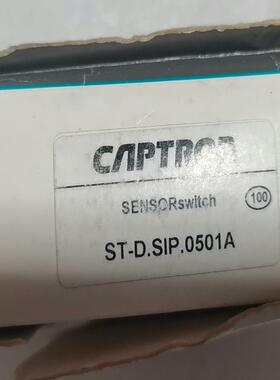 CAPTRON
SENSORswitch
100
ST-D.SIP.0501A